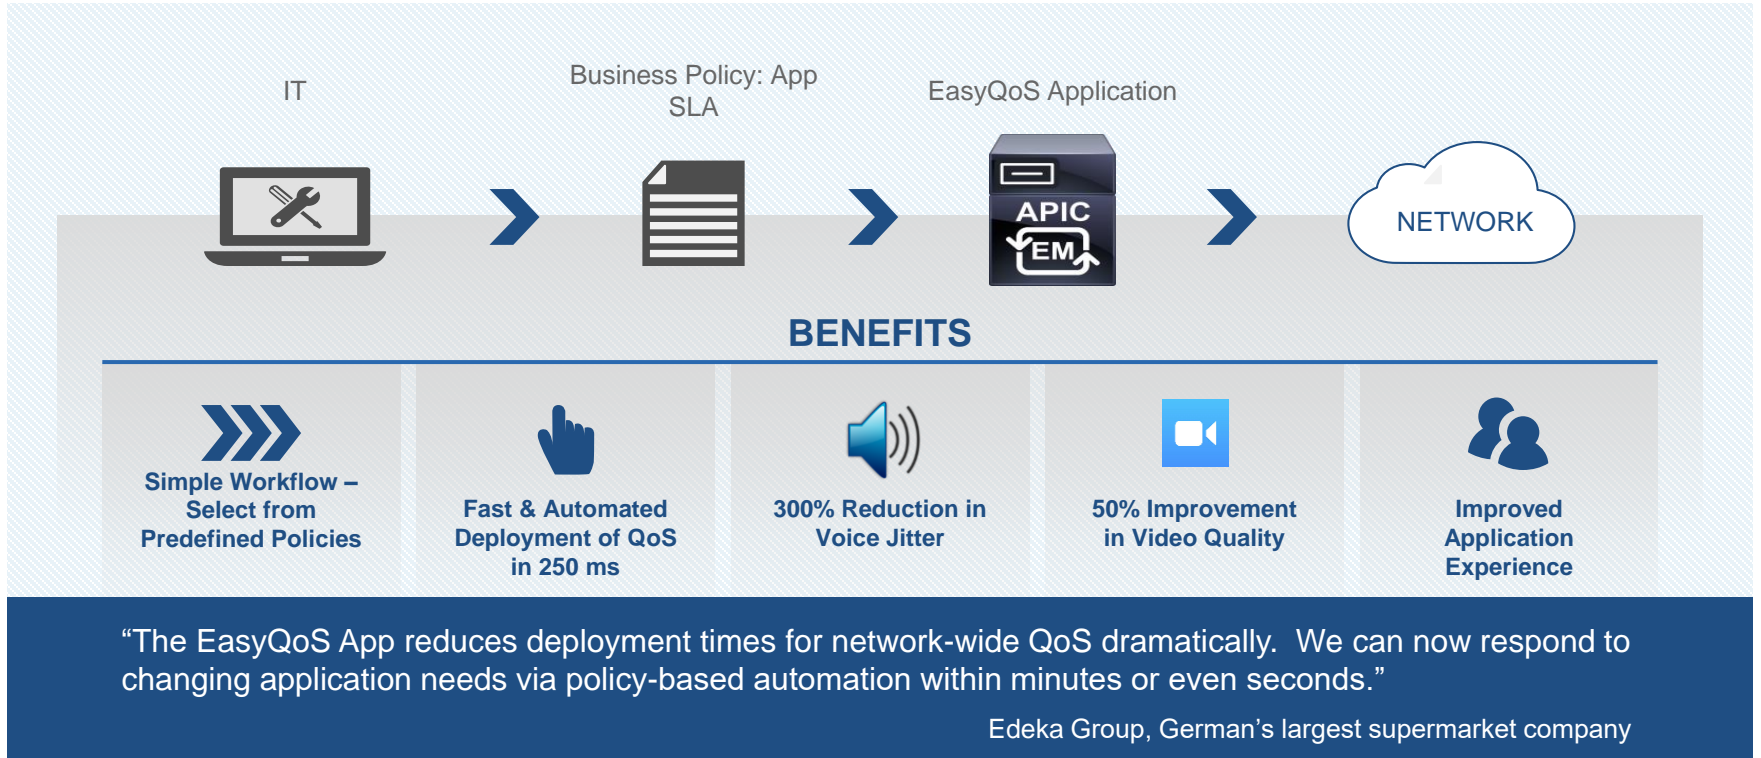 IT
Business Policy: App
SLA
EasyQoS Application
APIC
EM
NETWORK
BENEFITS
Simple Workflow –
Select from
Predefined Policies
Fast & Automated
Deployment of QoS
in 250 ms
300% Reduction in
Voice Jitter
50% Improvement
in Video Quality
Improved
Application
Experience
“The EasyQoS App reduces deployment times for network-wide QoS dramatically.  We can now respond to
changing application needs via policy-based automation within minutes or even seconds.”
Edeka Group, German’s largest supermarket company